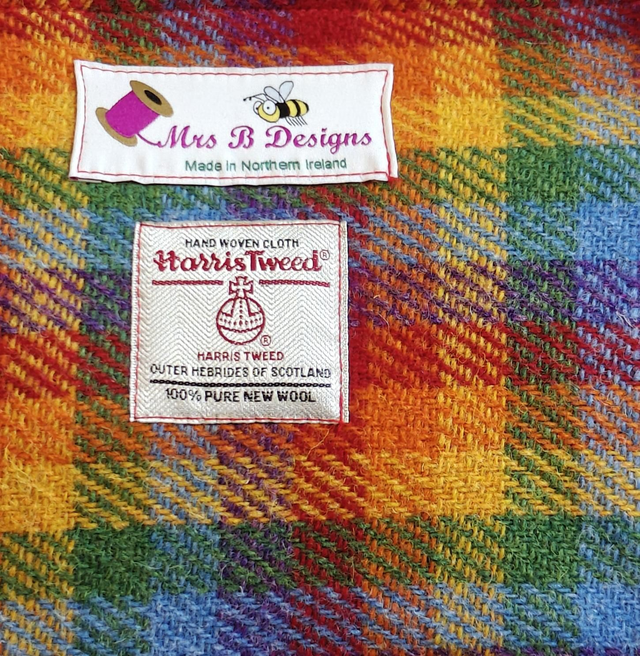 Mrs B Designs
Made in Northern Ireland
HAND WOVEN CLOTH
Harris Tweed®
®
HARRIS TWEED
OUTER HEBRIDES OF SCOTLAND
100% PURE NEW WOOL